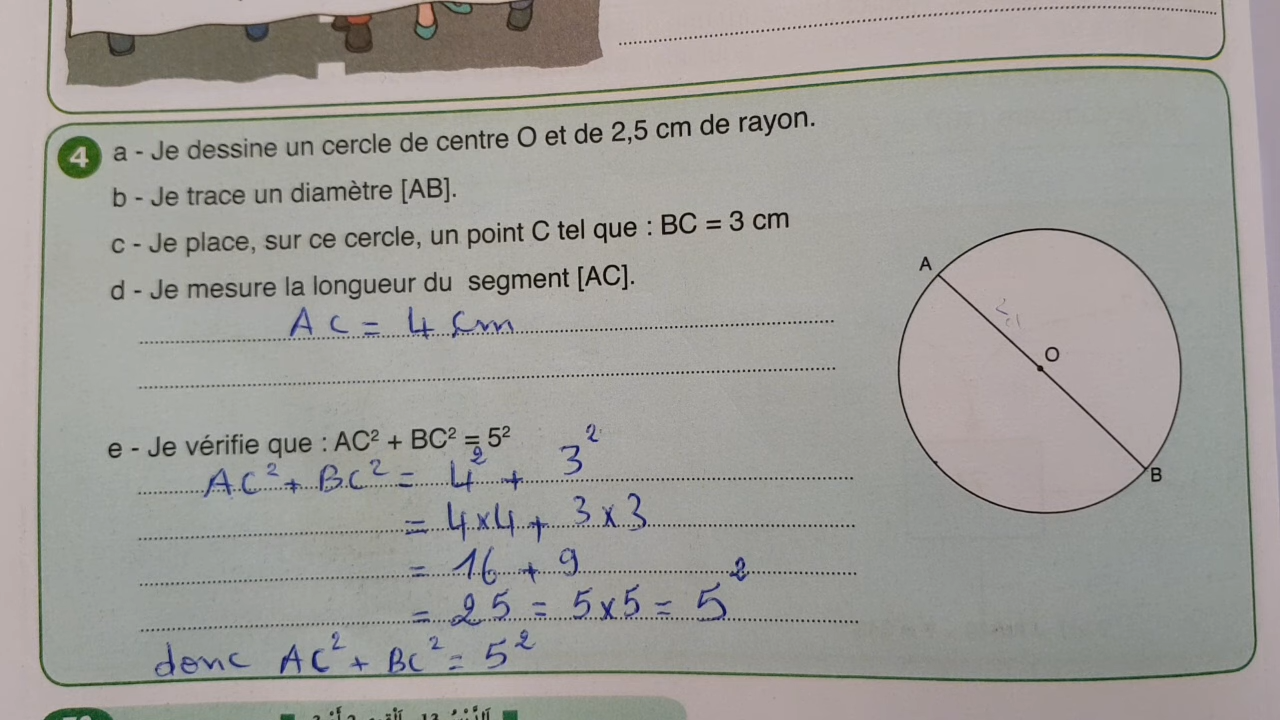 4 a - Je dessine un cercle de centre O et de 2,5 cm de rayon.
b - Je trace un diamètre [AB].
c - Je place, sur ce cercle, un point C tel que : BC = 3 cm
d - Je mesure la longueur du segment [AC].
AC = 4 cm
e - Je vérifie que : AC² + BC² = 5²
AC² + BC² = 4² + 3²
= 4x4 + 3x3
= 16 + 9
= 25 = 5x5 = 5²
donc AC² + BC² = 5²
A
O
B